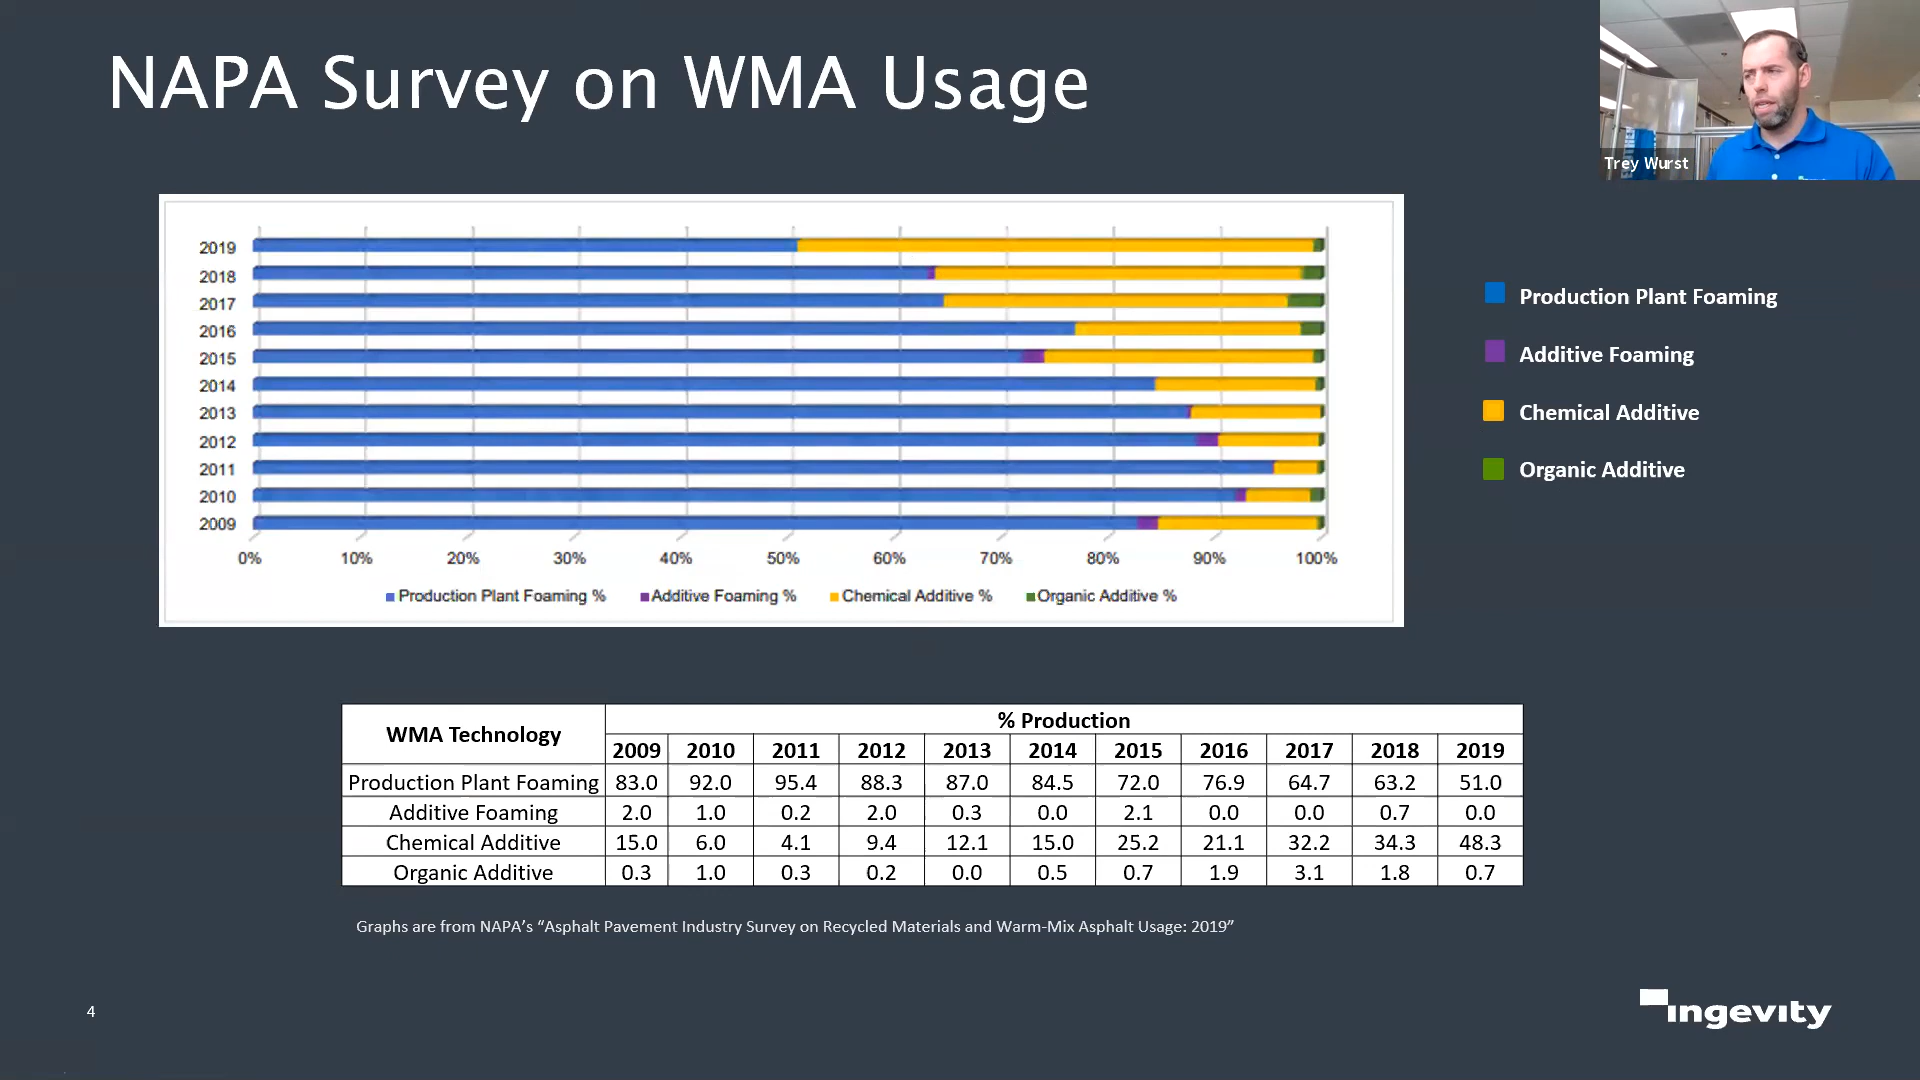 NAPA Survey on WMA Usage
Trey Wurst
2019
2018
2017
2016
2015
2014
2013
2012
2011
2010
2009
0% 10% 20% 30% 40% 50% 60% 70% 80% 90% 100%
Production Plant Foaming % Additive Foaming % Chemical Additive % Organic Additive %
Production Plant Foaming
Additive Foaming
Chemical Additive
Organic Additive
WMA Technology % Production
2009 2010 2011 2012 2013 2014 2015 2016 2017 2018 2019
Production Plant Foaming 83.0 92.0 95.4 88.3 87.0 84.5 72.0 76.9 64.7 63.2 51.0
Additive Foaming 2.0 1.0 0.2 2.0 0.3 0.0 2.1 0.0 0.0 0.7 0.0
Chemical Additive 15.0 6.0 4.1 9.4 12.1 15.0 25.2 21.1 32.2 34.3 48.3
Organic Additive 0.3 1.0 0.3 0.2 0.0 0.5 0.7 1.9 3.1 1.8 0.7
Graphs are from NAPA’s “Asphalt Pavement Industry Survey on Recycled Materials and Warm-Mix Asphalt Usage: 2019”
4
ingevity